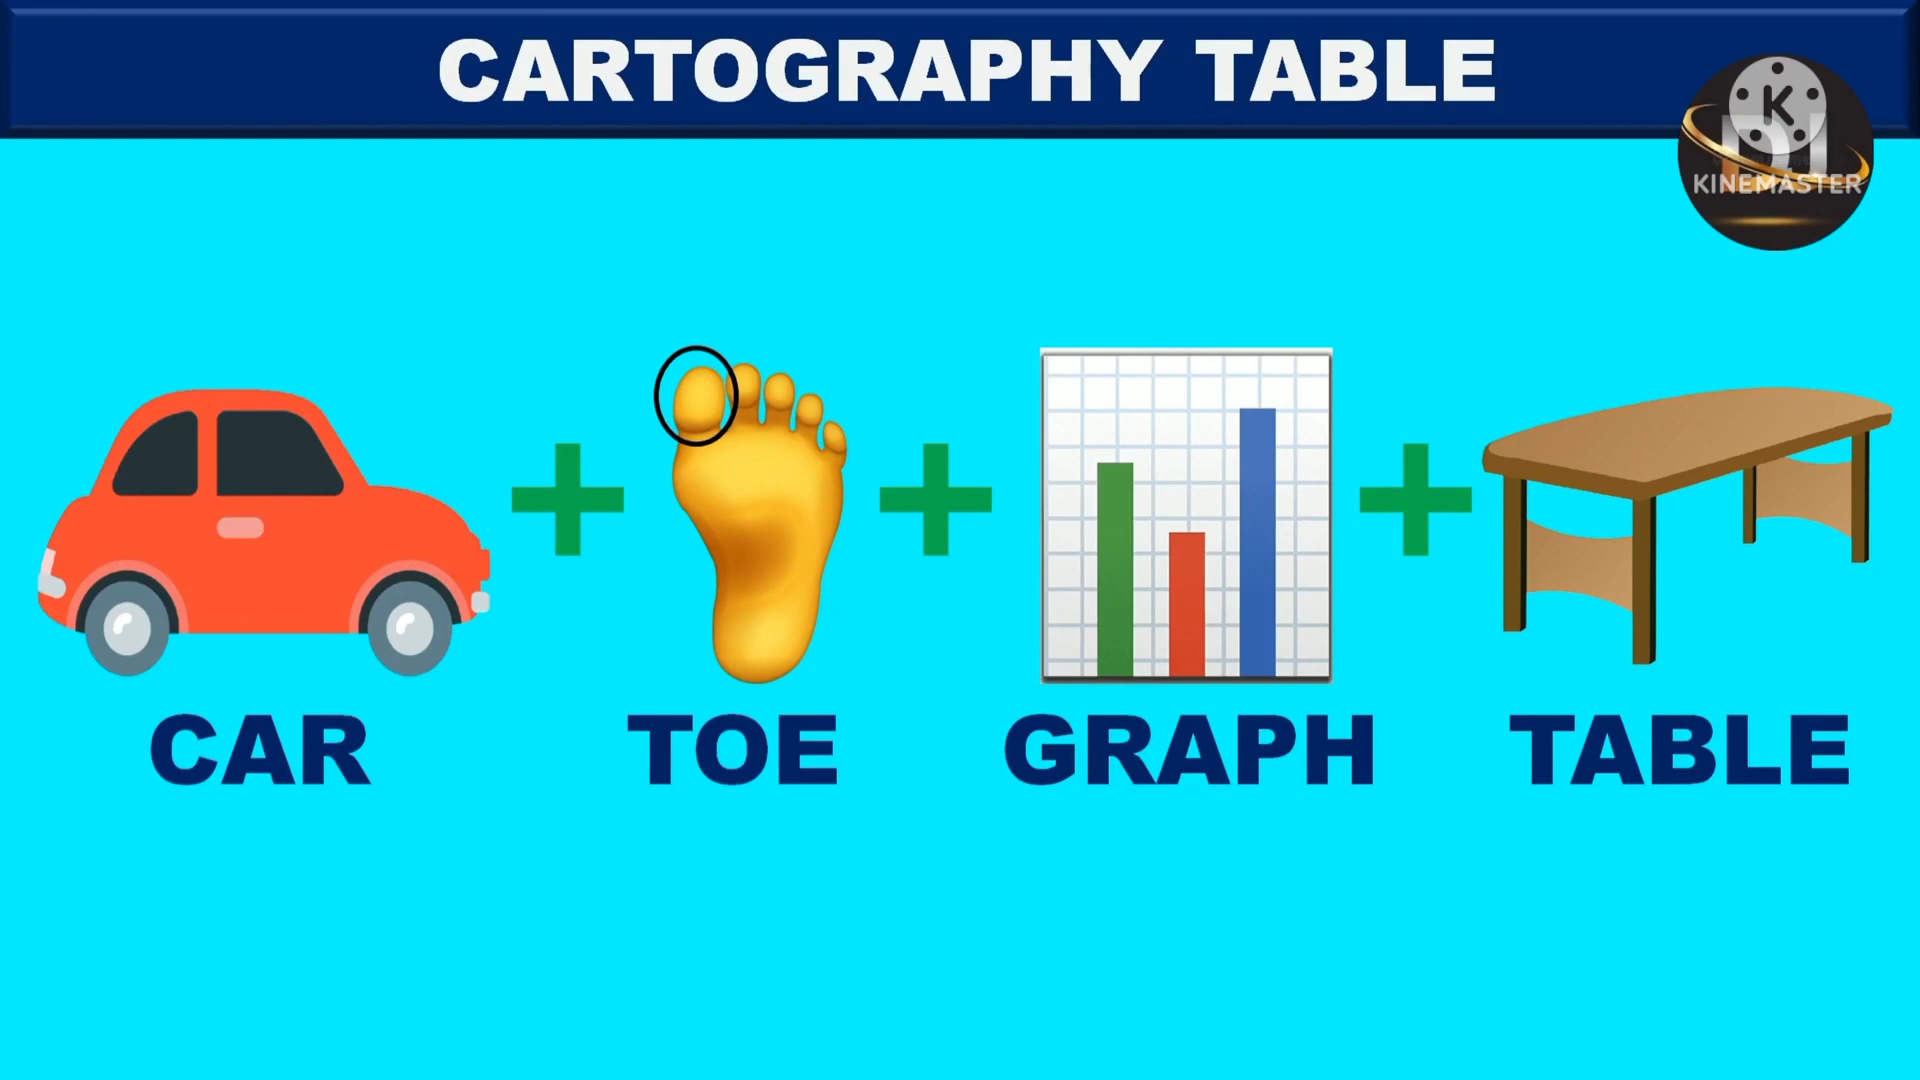 CARTOGRAPHY TABLE
K
KINEMASTER
CAR
TOE
GRAPH
TABLE